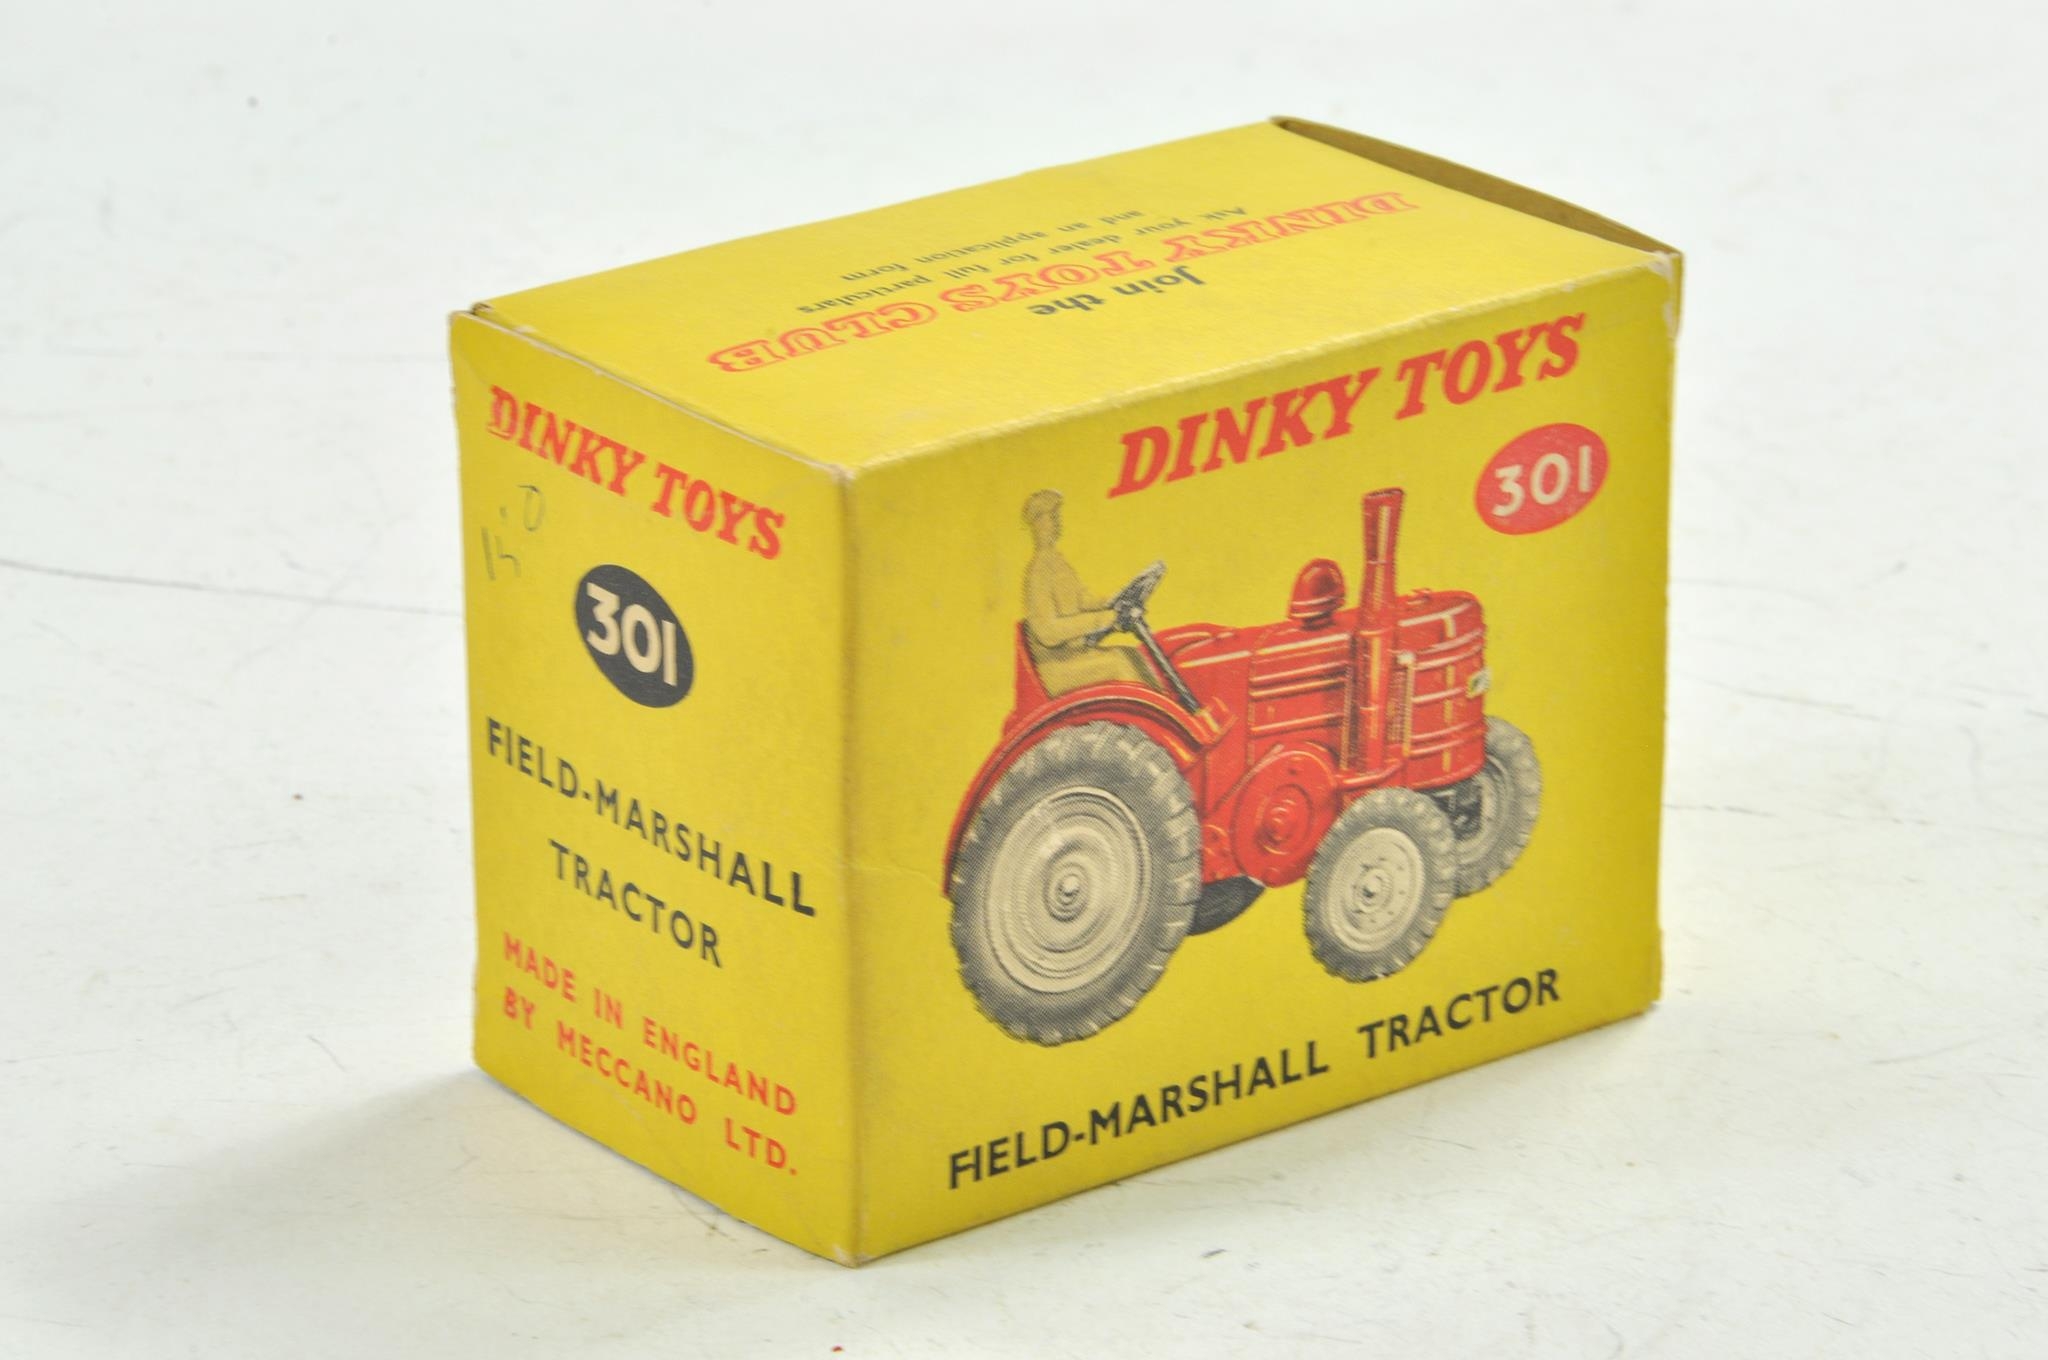 Join the
DINKY TOYS CLUB
Ask your dealer for full particulars
and an application form
DINKY TOYS
301
FIELD-MARSHALL
TRACTOR
MADE IN ENGLAND
BY MECCANO LTD.
DINKY TOYS
301
FIELD-MARSHALL TRACTOR